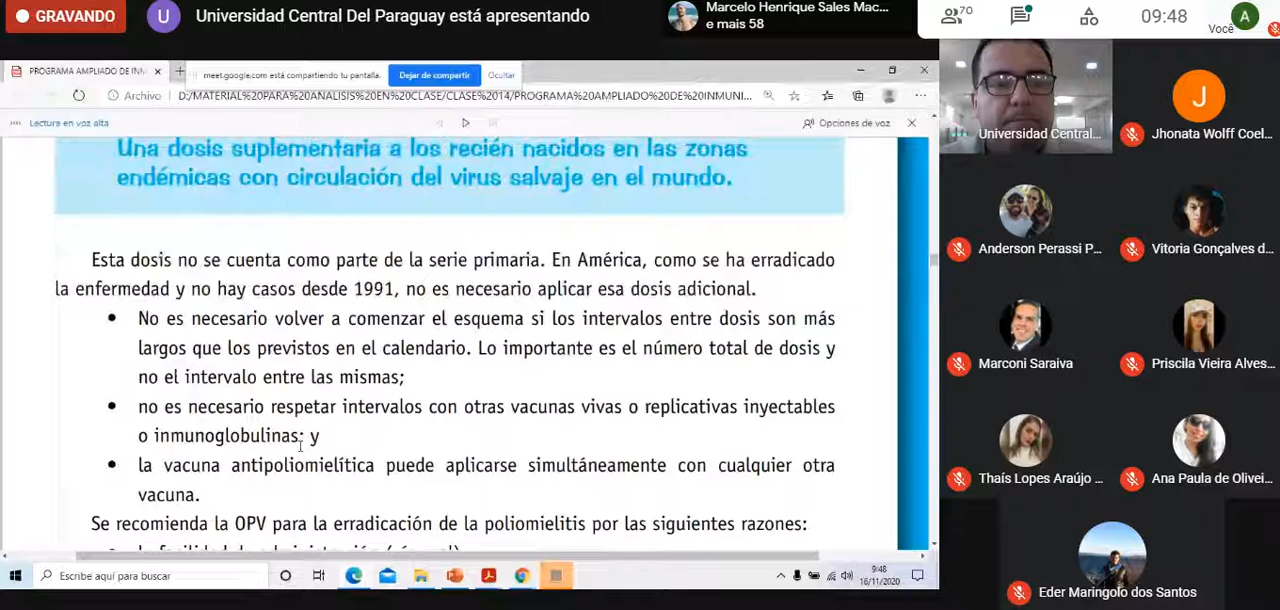 GRAVANDO
U
Universidad Central Del Paraguay está apresentando
Marcelo Henrique Sales Mac...
e mais 58
70
09:48
Você
A
PROGRAMA AMPLIADO DE INM
meet.google.com está compartiendo tu pantalla.
Dejar de compartir
Ocultar
Archivo
D:/MATERIAL%20PARA%20ANALISIS%20EN%20CLASE/CLASE%2014/PROGRAMA%20AMPLIADO%20DE%20INMUNI...
Lectura en voz alta
Opciones de voz
Una dosis suplementaria a los recién nacidos en las zonas
endémicas con circulación del virus salvaje en el mundo.
Esta dosis no se cuenta como parte de la serie primaria. En América, como se ha erradicado
la enfermedad y no hay casos desde 1991, no es necesario aplicar esa dosis adicional.
• No es necesario volver a comenzar el esquema si los intervalos entre dosis son más
largos que los previstos en el calendario. Lo importante es el número total de dosis y
no el intervalo entre las mismas;
• no es necesario respetar intervalos con otras vacunas vivas o replicativas inyectables
o inmunoglobulinas; y
• la vacuna antipoliomielítica puede aplicarse simultáneamente con cualquier otra
vacuna.
Se recomienda la OPV para la erradicación de la poliomielitis por las siguientes razones:
Escribe aquí para buscar
9:48
16/11/2020
Universidad Central...
J
Jhonata Wolff Coel...
Anderson Perassi P...
Vitoria Gonçalves d...
Marconi Saraiva
Priscila Vieira Alves...
Thaís Lopes Araújo ...
Ana Paula de Olivei...
Eder Maringolo dos Santos